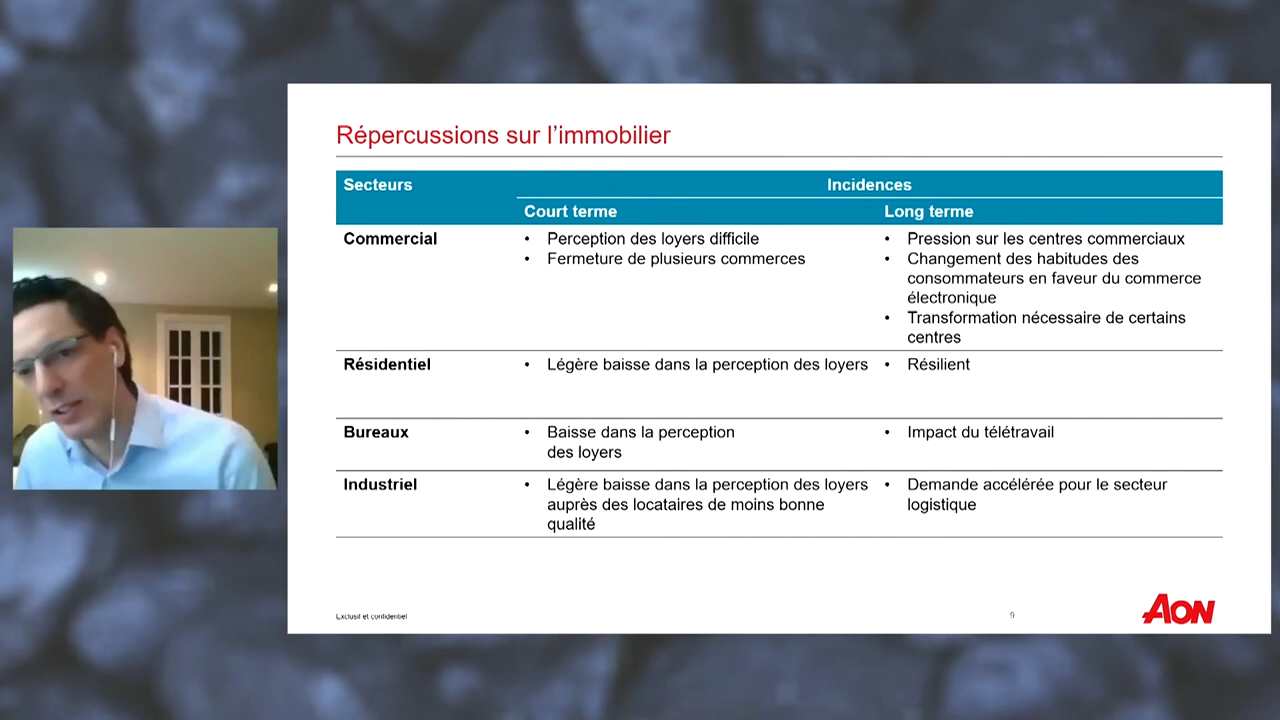 Répercussions sur l’immobilier
Secteurs
Incidences
Court terme
Long terme
Commercial
• Perception des loyers difficile
• Fermeture de plusieurs commerces
• Pression sur les centres commerciaux
• Changement des habitudes des
consommateurs en faveur du commerce
électronique
• Transformation nécessaire de certains
centres
Résidentiel
• Légère baisse dans la perception des loyers
• Résilient
Bureaux
• Baisse dans la perception
des loyers
• Impact du télétravail
Industriel
• Légère baisse dans la perception des loyers
auprès des locataires de moins bonne
qualité
• Demande accélérée pour le secteur
logistique
Exclusif et confidentiel
9
AON